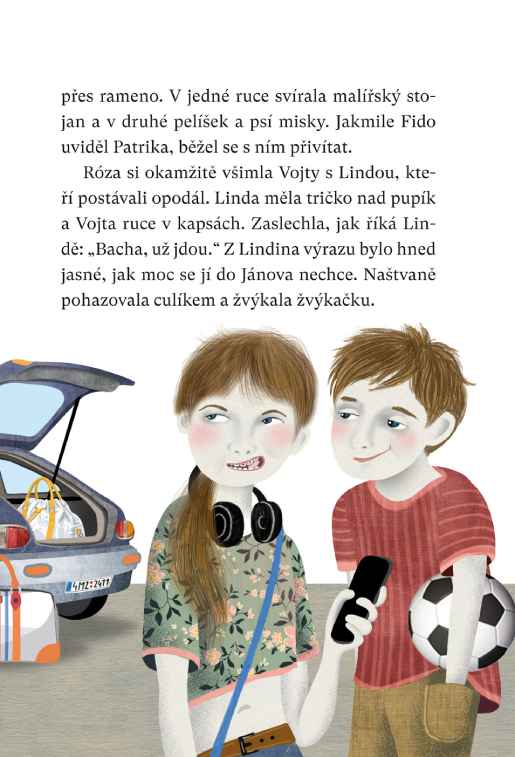 přes rameno. V jedné ruce svírala malířský sto-
jan a v druhé pelíšek a psí misky. Jakmile Fido
uviděl Patrika, běžel se s ním přivítat.
Róza si okamžitě všimla Vojty s Lindou, kte-
ří postávali opodál. Linda měla tričko nad pupík
a Vojta ruce v kapsách. Zaslechla, jak říká Lin-
dě: „Bacha, už jdou.“ Z Lindina výrazu bylo hned
jasné, jak moc se jí do Jánova nechce. Naštvaně
pohazovala culíkem a žvýkala žvýkačku.
4M2 2411